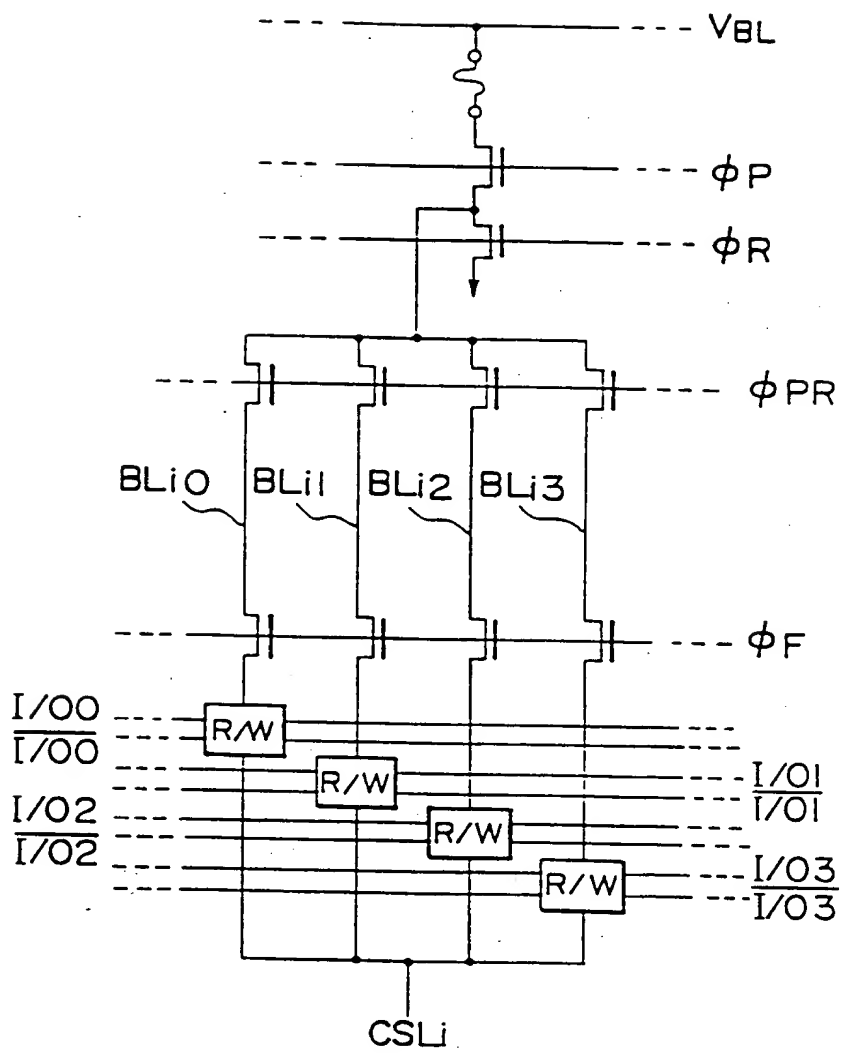 VBL
ϕP
ϕR
ϕPR
BLi0 BLi1 BLi2 BLi3
ϕF
I/O0
I/O0
R/W
I/O1
I/O1
R/W
I/O2
I/O2
R/W
I/O3
I/O3
R/W
CSLi